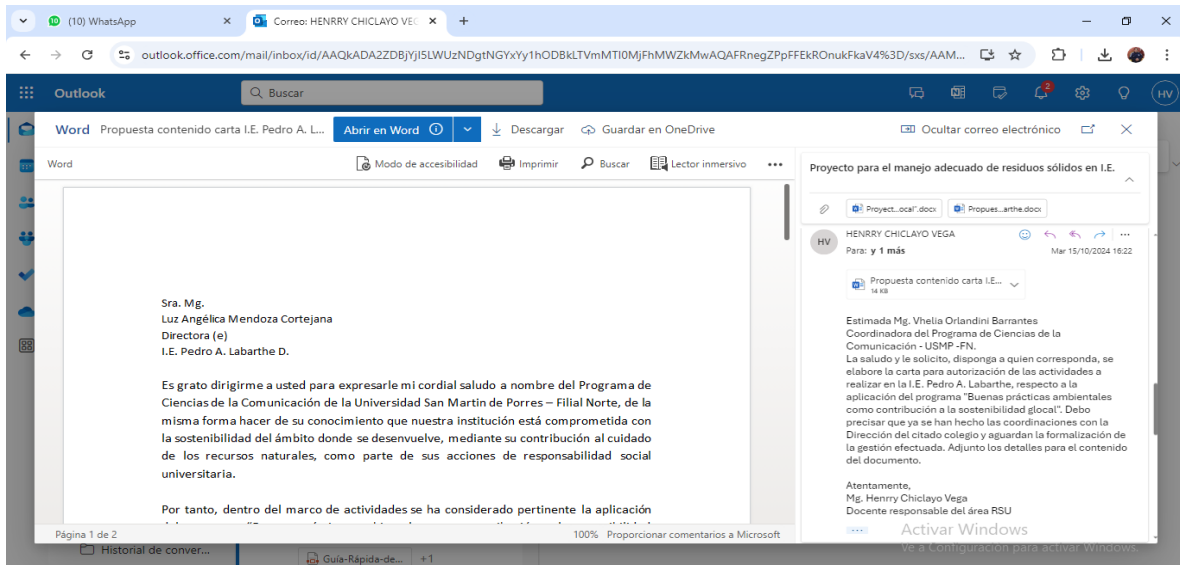 (10) WhatsApp
Correo: HENRRY CHICLAYO VEC
outlook.office.com/mail/inbox/id/
Outlook
Buscar
HV
Word Propuesta contenido carta I.E. Pedro A. L...
Abrir en Word
Descargar
Guardar en OneDrive
Ocultar correo electrónico
Word
Modo de accesibilidad
Imprimir
Buscar
Lector inmersivo
Sra. Mg.
Luz Angélica Mendoza Cortejana
Directora (e)
I.E. Pedro A. Labarthe D.
Es grato dirigirme a usted para expresarle mi cordial saludo a nombre del Programa de
Ciencias de la Comunicación de la Universidad San Martin de Porres – Filial Norte, de la
misma forma hacer de su conocimiento que nuestra institución está comprometida con
la sostenibilidad del ámbito donde se desenvuelve, mediante su contribución al cuidado
de los recursos naturales, como parte de sus acciones de responsabilidad social
universitaria.
Por tanto, dentro del marco de actividades se ha considerado pertinente la aplicación
Página 1 de 2
100%
Proporcionar comentarios a Microsoft
Proyecto para el manejo adecuado de residuos sólidos en I.E.
Proyect...ocal".docx
Propues...arthe.docx
HV
HENRRY CHICLAYO VEGA
Para: y 1 más
Mar 15/10/2024 16:22
Propuesta contenido carta I.E...
14 KB
Estimada Mg. Vhelia Orlandini Barrantes
Coordinadora del Programa de Ciencias de la
Comunicación - USMP -FN.
La saludo y le solicito, disponga a quien corresponda, se
elabore la carta para autorización de las actividades a
realizar en la I.E. Pedro A. Labarthe, respecto a la
aplicación del programa "Buenas prácticas ambientales
como contribución a la sostenibilidad glocal". Debo
precisar que ya se han hecho las coordinaciones con la
Dirección del citado colegio y aguardan la formalización de
la gestión efectuada. Adjunto los detalles para el contenido
del documento.
Atentamente,
Mg. Henrry Chiclayo Vega
Docente responsable del área RSU
Activar Windows
Ve a Configuración para activar Windows.
Historial de conver...
Guía-Rápida-de...
+1